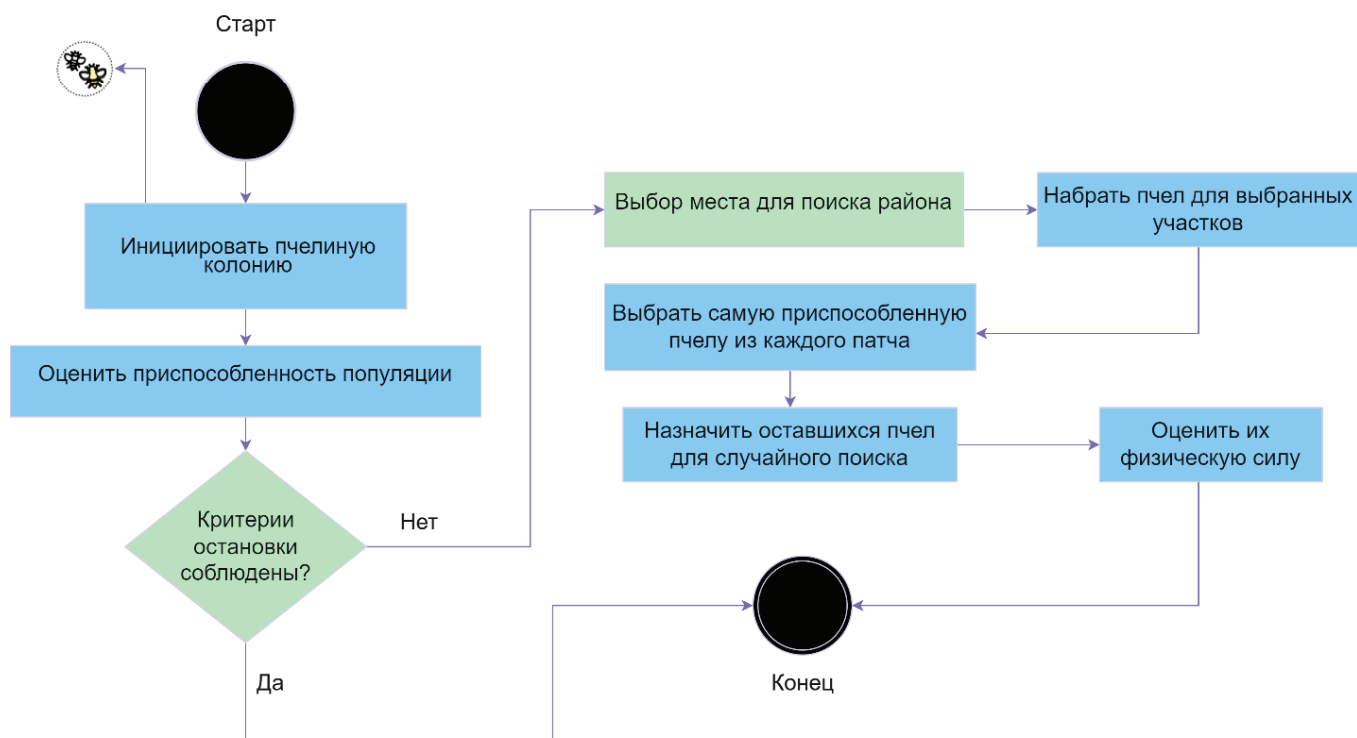 Старт
Инициировать пчелиную
колонию
Оценить приспособленность популяции
Критерии
остановки
соблюдены?
Нет
Да
Выбор места для поиска района
Набрать пчел для выбранных
участков
Выбрать самую приспособленную
пчелу из каждого патча
Назначить оставшихся пчел
для случайного поиска
Оценить их
физическую силу
Конец